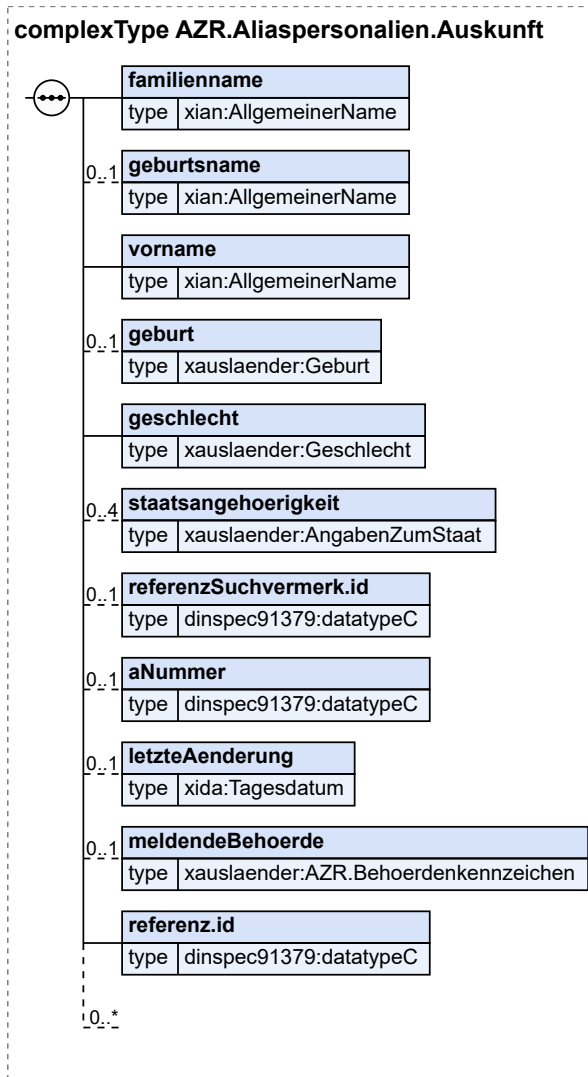 complexType AZR.Aliaspersonalien.Auskunft
familienname
type xian:AllgemeinerName
0..1 geburtsname
type xian:AllgemeinerName
vorname
type xian:AllgemeinerName
0..1 geburt
type xauslaender:Geburt
geschlecht
type xauslaender:Geschlecht
0..4 staatsangehoerigkeit
type xauslaender:AngabenZumStaat
0..1 referenzSuchvermerk.id
type dinspec91379:datatypeC
0..1 aNummer
type dinspec91379:datatypeC
0..1 letzteAenderung
type xida:Tagesdatum
0..1 meldendeBehoerde
type xauslaender:AZR.Behoerdenkennzeichen
referenz.id
type dinspec91379:datatypeC
0..*